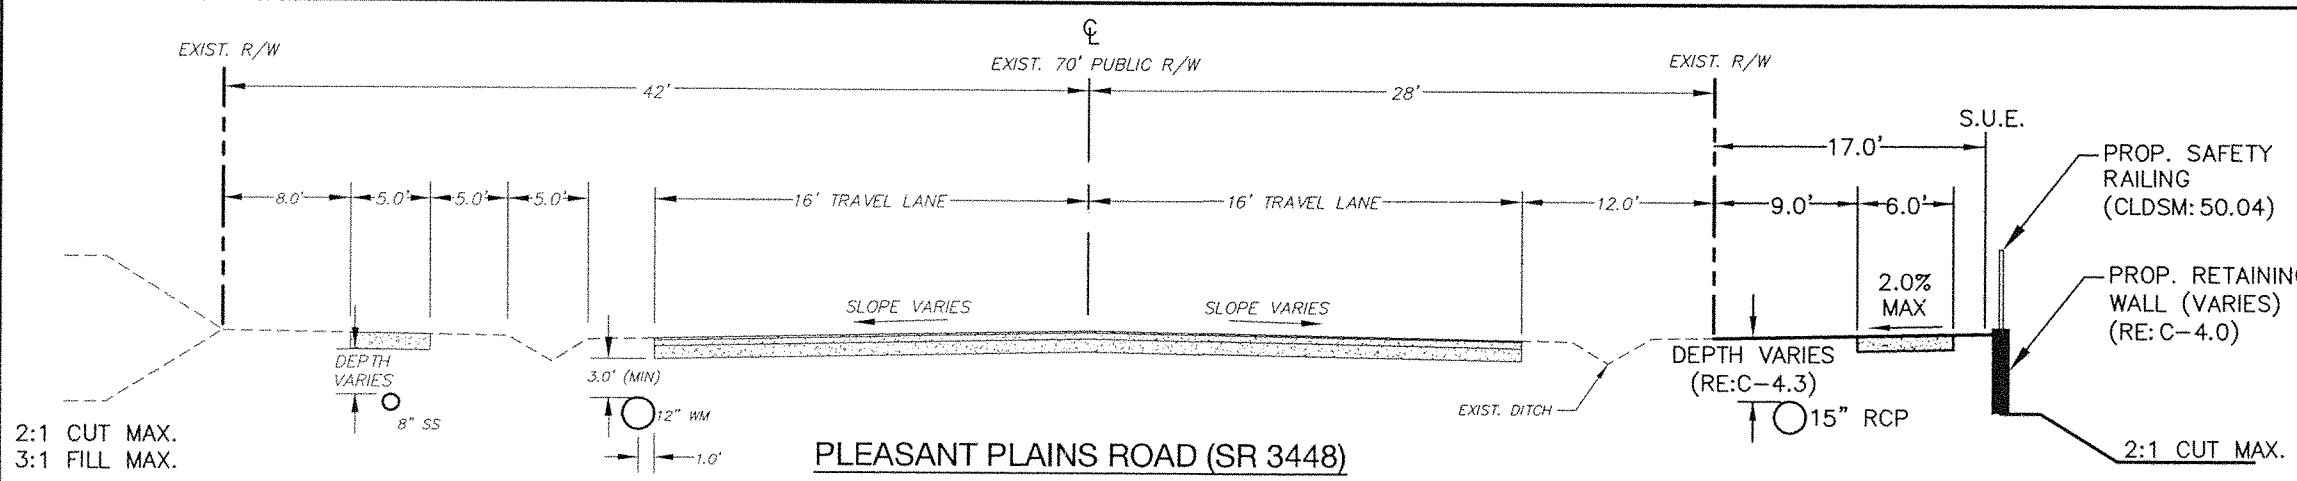 ℄
EXIST. R/W
EXIST. 70' PUBLIC R/W
EXIST. R/W
42'
28'
S.U.E.
17.0'
PROP. SAFETY
RAILING
(CLDSM: 50.04)
8.0'
5.0'
5.0'
5.0'
16' TRAVEL LANE
16' TRAVEL LANE
12.0'
9.0'
6.0'
2.0%
MAX
PROP. RETAINING
WALL (VARIES)
(RE: C-4.0)
SLOPE VARIES
SLOPE VARIES
DEPTH
VARIES
3.0' (MIN)
DEPTH VARIES
(RE:C-4.3)
8" SS
12" WM
EXIST. DITCH
15" RCP
2:1 CUT MAX.
3:1 FILL MAX.
1.0'
PLEASANT PLAINS ROAD (SR 3448)
2:1 CUT MAX.